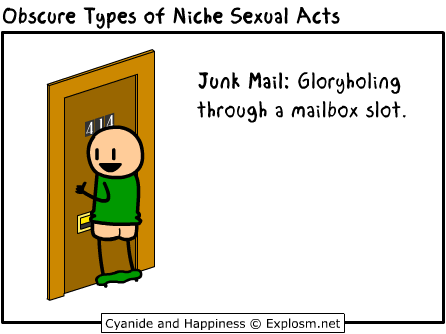 Obscure Types of Niche Sexual Acts
Junk Mail: Gloryholing
through a mailbox slot.
414
Cyanide and Happiness © Explosm.net